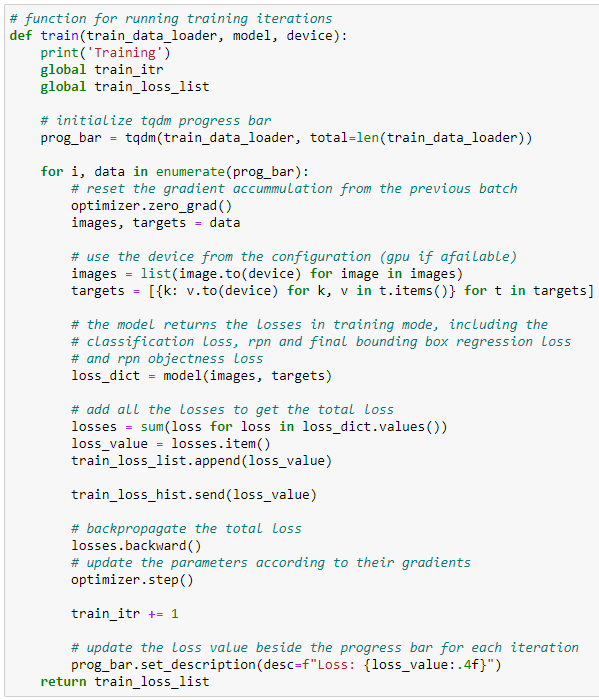 # function for running training iterations
def train(train_data_loader, model, device):
    print('Training')
    global train_itr
    global train_loss_list

    # initialize tqdm progress bar
    prog_bar = tqdm(train_data_loader, total=len(train_data_loader))

    for i, data in enumerate(prog_bar):
        # reset the gradient accummulation from the previous batch
        optimizer.zero_grad()
        images, targets = data

        # use the device from the configuration (gpu if afailable)
        images = list(image.to(device) for image in images)
        targets = [{k: v.to(device) for k, v in t.items()} for t in targets]

        # the model returns the losses in training mode, including the
        # classification loss, rpn and final bounding box regression loss
        # and rpn objectness loss
        loss_dict = model(images, targets)

        # add all the losses to get the total loss
        losses = sum(loss for loss in loss_dict.values())
        loss_value = losses.item()
        train_loss_list.append(loss_value)

        train_loss_hist.send(loss_value)

        # backpropagate the total loss
        losses.backward()
        # update the parameters according to their gradients
        optimizer.step()

        train_itr += 1

        # update the loss value beside the progress bar for each iteration
        prog_bar.set_description(desc=f"Loss: {loss_value:.4f}")
    return train_loss_list